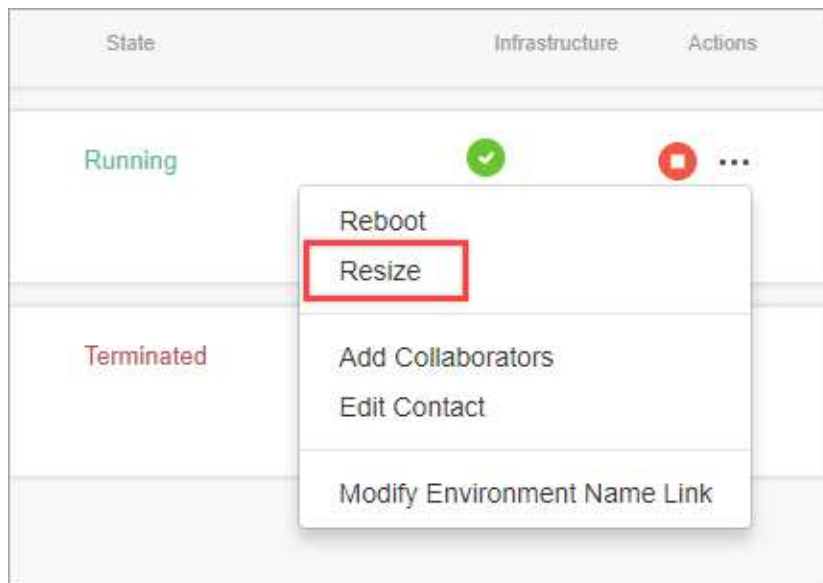 State Infrastructure Actions
Running
Reboot
Resize
Terminated
Add Collaborators
Edit Contact
Modify Environment Name Link